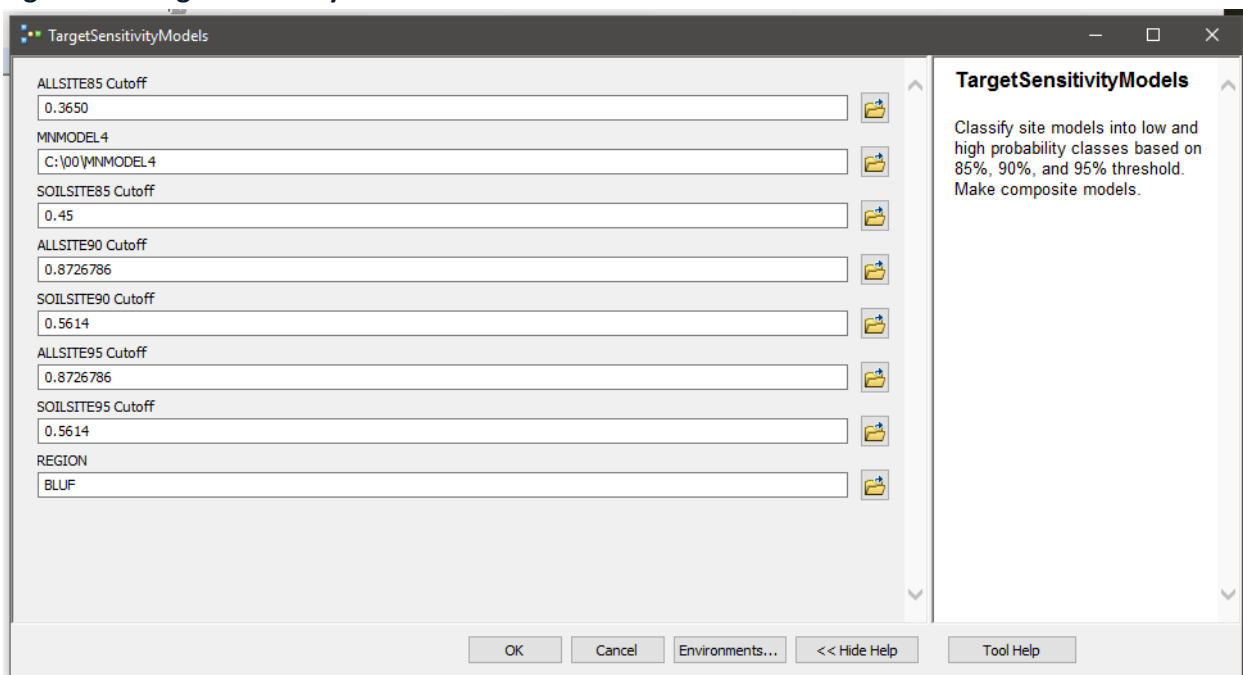 TargetSensitivityModels
ALLSITE85 Cutoff
0.3650
MNMODEL4
C:\00\MNMODEL4
SOILSITE85 Cutoff
0.45
ALLSITE90 Cutoff
0.8726786
SOILSITE90 Cutoff
0.5614
ALLSITE95 Cutoff
0.8726786
SOILSITE95 Cutoff
0.5614
REGION
BLUF
TargetSensitivityModels
Classify site models into low and
high probability classes based on
85%, 90%, and 95% threshold.
Make composite models.
OK Cancel Environments... << Hide Help Tool Help